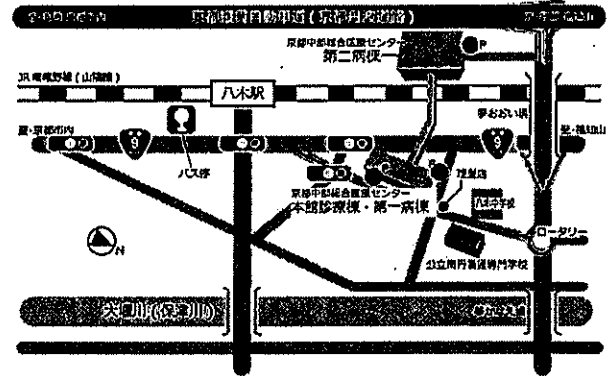 京都縦貫自動車道(京都丹波道路)
京都中部総合医療センター
第二病棟
P
JR嵯峨野線(山陰線)
八木駅
至・京都市内
9
バス停
9
至・福知山
京都中部総合医療センター
本館診療棟・第一病棟
P
八木中学校
ロータリー
公立南丹看護専門学校
N
大堰川(保津川)